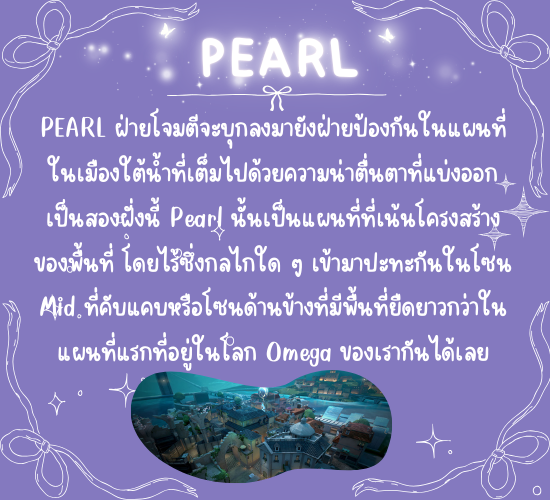 PEARL
PEARL ฝ่ายโจมตีจะบุกลงมายังฝ่ายป้องกันในแผนที่
ในเมืองใต้น้ำที่เต็มไปด้วยความน่าตื่นตาที่แบ่งออก
เป็นสองฝั่งนี้ Pearl นั้นเป็นแผนที่ที่เน้นโครงสร้าง
ของพื้นที่ โดยไร้ซึ่งกลไกใด ๆ เข้ามาปะทะกันในโซน
Mid ที่คับแคบหรือโซนด้านข้างที่มีพื้นที่ยืดยาวกว่าใน
แผนที่แรกที่อยู่ในโลก Omega ของเรากันได้เลย